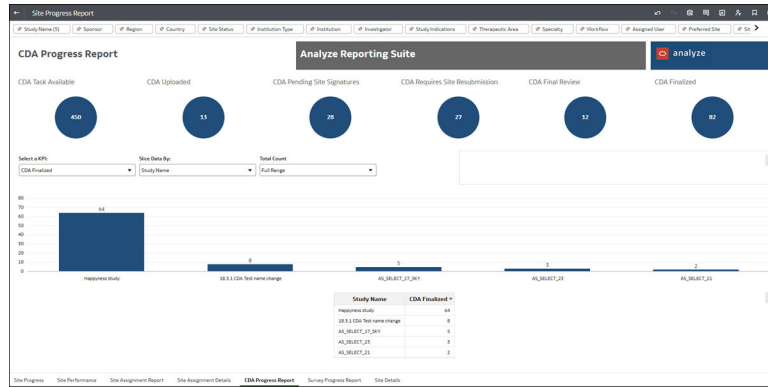 Site Progress Report
Study Name (5) Sponsor Region Country Site Status Institution Type Institution Investigator Study Indications Therapeutic Area Specialty Workflow Assigned User Preferred Site Sit
CDA Progress Report Analyze Reporting Suite analyze
CDA Task Available CDA Uploaded CDA Pending Site Signatures CDA Requires Site Resubmission CDA Final Review CDA Finalized
450 13 28 27 12 82
Select a KPI: Slice Data By: Total Count
CDA Finalized Study Name Full Range
80
70
60
50
40
30
20
10
0
64 8 5 3 2
Happyness study 18.3.1 CDA Test name change AS_SELECT_17_SKY AS_SELECT_23 AS_SELECT_21
Study Name CDA Finalized
Happyness study 64
18.3.1 CDA Test name change 8
AS_SELECT_17_SKY 5
AS_SELECT_23 3
AS_SELECT_21 2
Site Progress Site Performance Site Assignment Report Site Assignment Details CDA Progress Report Survey Progress Report Site Details